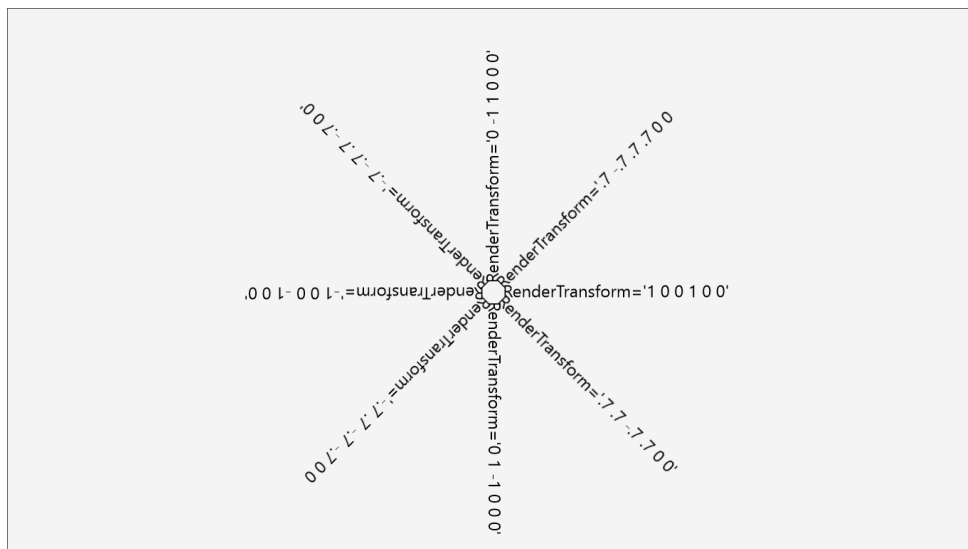 RenderTransform='0 -1 1 0 0 0'
RenderTransform='.7 -.7 .7 .7 0 0
RenderTransform='1 0 0 1 0 0'
RenderTransform='.7 .7 -.7 .7 0 0'
RenderTransform='0 1 -1 0 0 0'
RenderTransform='-.7 .7 -.7 -.7 0 0
RenderTransform='-1 0 0 -1 0 0'
RenderTransform='-.7 -.7 .7 -.7 0 0'